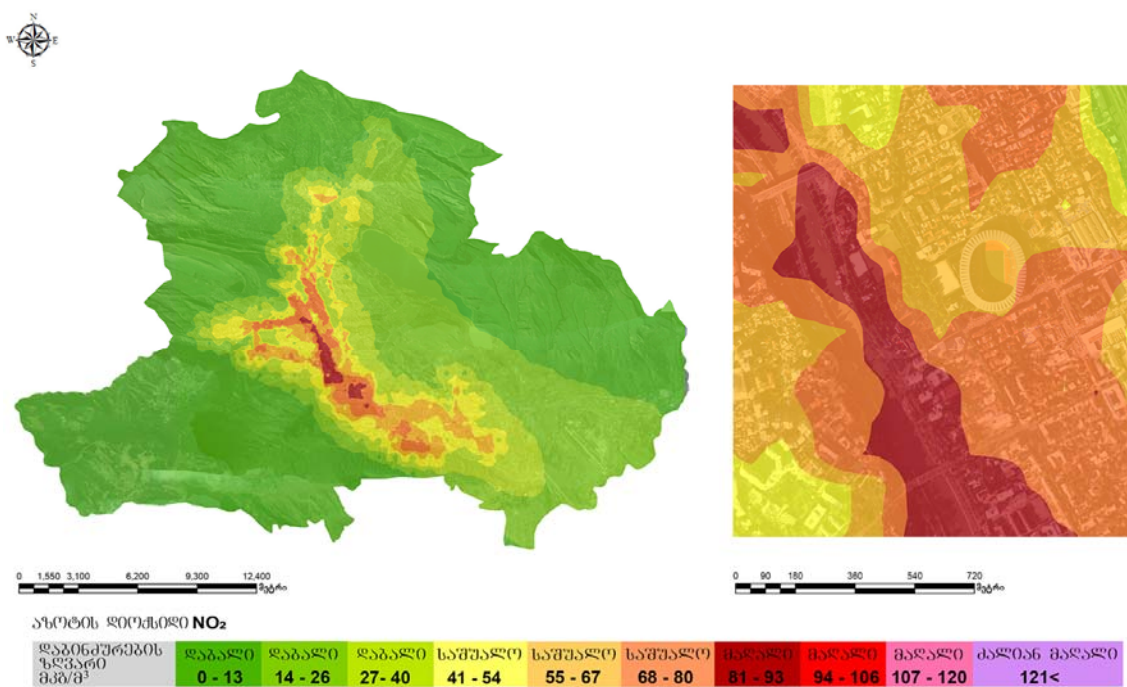 N
W E
S
0 1,550 3,100 6,200 9,300 12,400
მეტრი
0 90 180 360 540 720
მეტრი
აზოტის დიოქსიდი NO₂
დაბინძურების
ზღვარი
მკგ/მ³
დაბალი დაბალი დაბალი საშუალო საშუალო საშუალო მაღალი მაღალი მაღალი ძალიან მაღალი
0 - 13 14 - 26 27- 40 41 - 54 55 - 67 68 - 80 81 - 93 94 - 106 107 - 120 121<